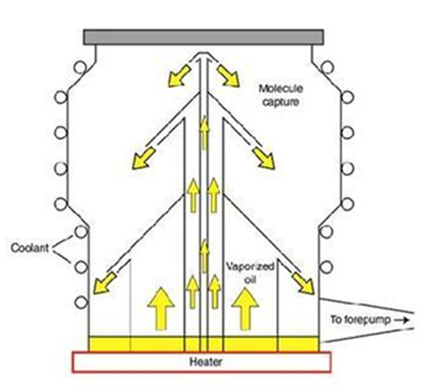 Molecule
capture
Coolant
Vaporized
oil
To forepump
Heater